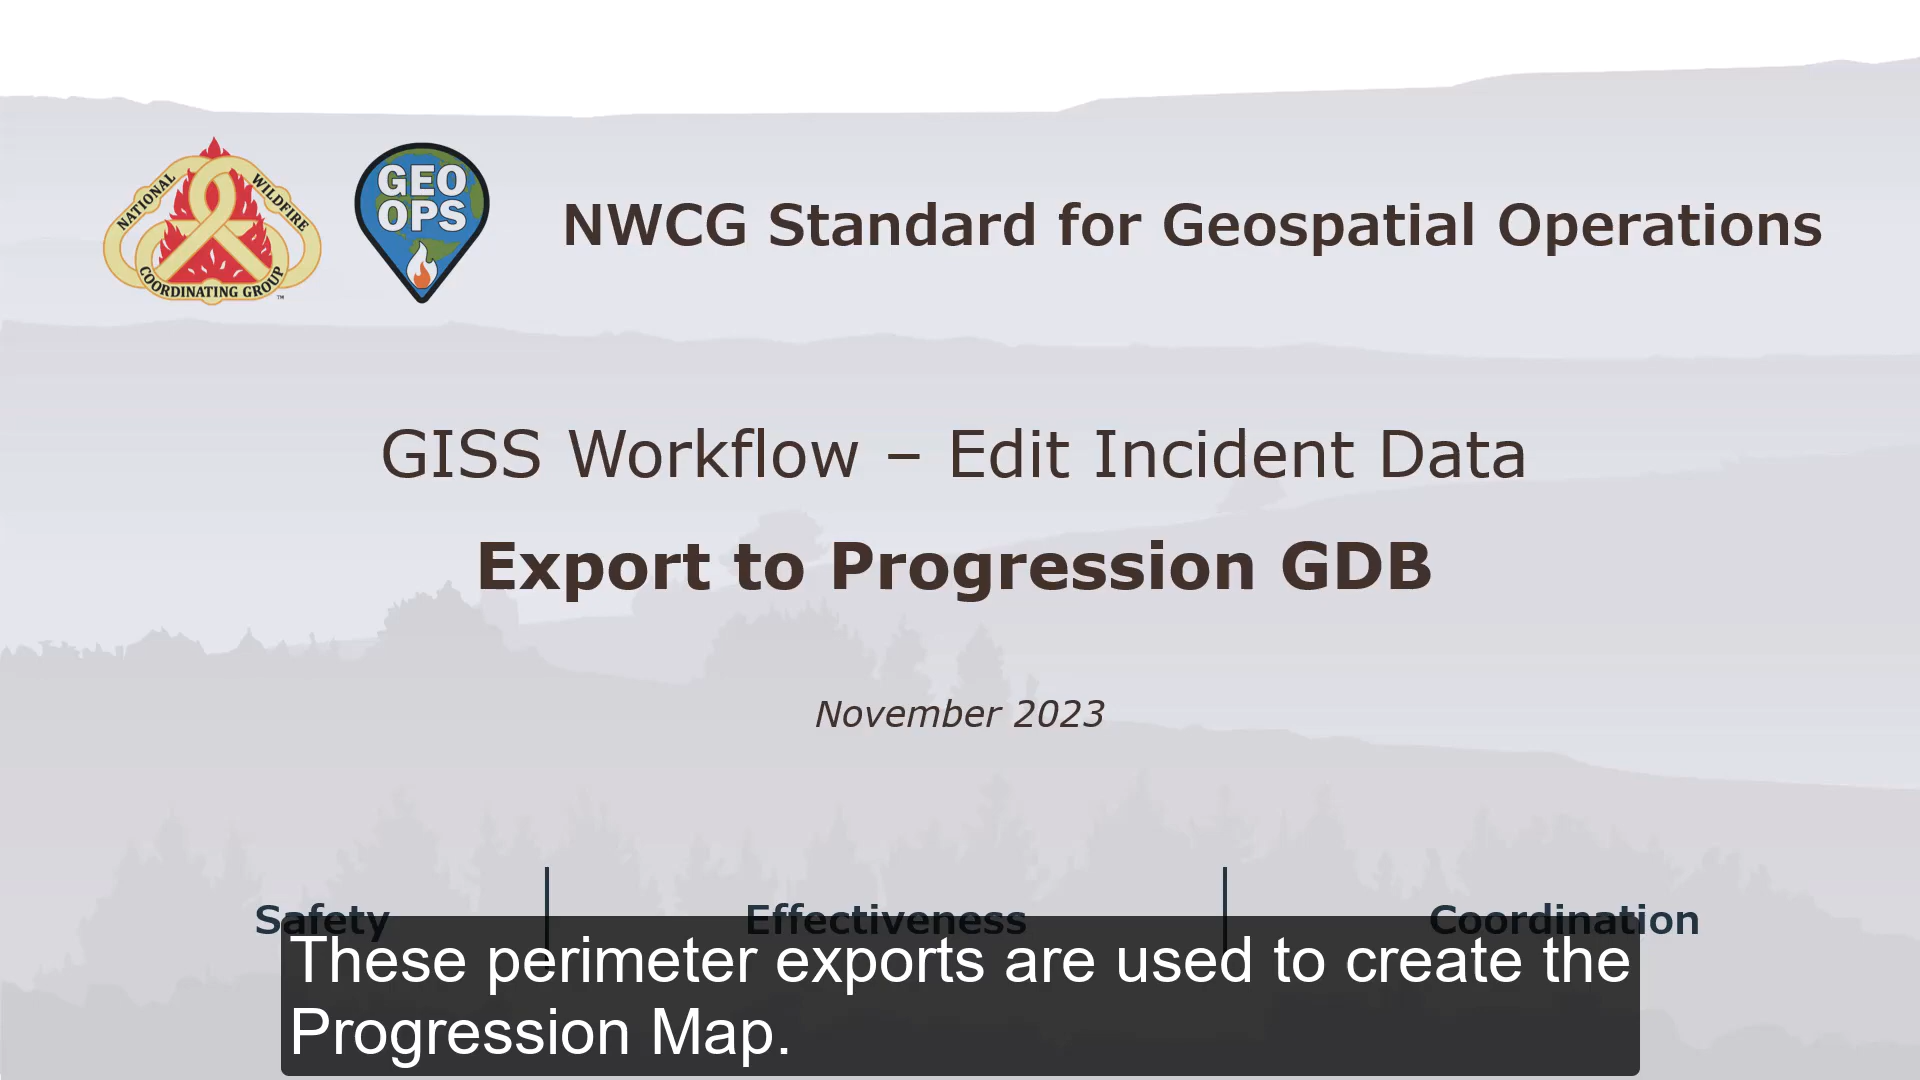 NATIONAL
WILDFIRE
COORDINATING GROUP
™
GEO
OPS
NWCG Standard for Geospatial Operations
GISS Workflow – Edit Incident Data
Export to Progression GDB
November 2023
Safety
Effectiveness
Coordination
These perimeter exports are used to create the
Progression Map.